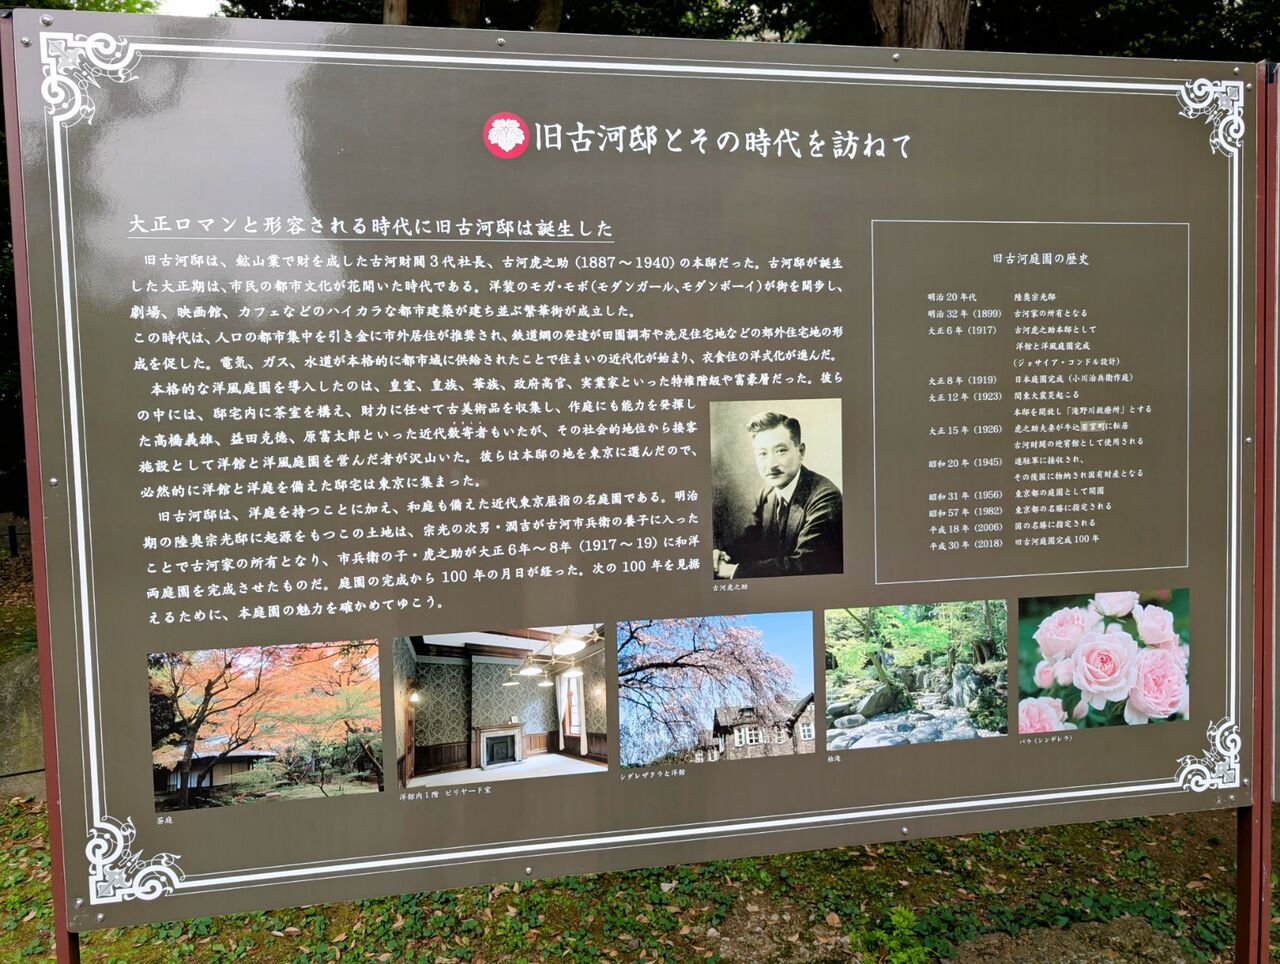 旧古河邸とその時代を訪ねて
大正ロマンと形容される時代に旧古河邸は誕生した
旧古河邸は、鉱山業で財を成した古河財閥3代社長、古河虎之助（1887～1940）の本邸だった。古河邸が誕生
した大正期は、市民の都市文化が花開いた時代である。洋装のモガ・モボ（モダンガール、モダンボーイ）が街を闊歩し、
劇場、映画館、カフェなどのハイカラな都市建築が建ち並ぶ繁華街が成立した。
この時代は、人口の都市集中を引き金に市外居住が推奨され、鉄道網の発達が田園調布や洗足住宅地などの郊外住宅地の形
成を促した。電気、ガス、水道が本格的に都市域に供給されたことで住まいの近代化が始まり、衣食住の洋式化が進んだ。
本格的な洋風庭園を導入したのは、皇室、皇族、華族、政府高官、実業家といった特権階級や富豪層だった。彼ら
の中には、邸宅内に茶室を構え、財力に任せて古美術品を収集し、作庭にも能力を発揮し
た高橋義雄、益田克徳、原富太郎といった近代数寄者もいたが、その社会的地位から接客
施設として洋館と洋風庭園を営んだ者が沢山いた。彼らは本邸の地を東京に選んだので、
必然的に洋館と洋庭を備えた邸宅は東京に集まった。
旧古河邸は、洋庭を持つことに加え、和庭も備えた近代東京屈指の名庭園である。明治
期の陸奥宗光邸に起源をもつこの土地は、宗光の次男・潤吉が古河市兵衛の養子に入った
ことで古河家の所有となり、市兵衛の子・虎之助が大正6年～8年（1917～19）に和洋
両庭園を完成させたものだ。庭園の完成から100年の月日が経った。次の100年を見据
えるために、本庭園の魅力を確かめてゆこう。
古河虎之助
旧古河庭園の歴史
明治20年代 陸奥宗光邸
明治32年（1899） 古河家の所有となる
大正6年（1917） 古河虎之助本邸として
洋館と洋風庭園完成
（ジョサイア・コンドル設計）
大正8年（1919） 日本庭園完成（小川治兵衛作庭）
大正12年（1923） 関東大震災起こる
本邸を開放し「滝野川救療所」とする
大正15年（1926） 虎之助夫妻が牛込若宮町に転居
古河財閥の迎賓館として使用される
昭和20年（1945） 進駐軍に接収され、
その後国に物納され国有財産となる
昭和31年（1956） 東京都の庭園として開園
昭和57年（1982） 東京都の名勝に指定される
平成18年（2006） 国の名勝に指定される
平成30年（2018） 旧古河庭園完成100年
茶庭
洋館内1階 ビリヤード室
シダレザクラと洋館
枯滝
バラ（シンデレラ）